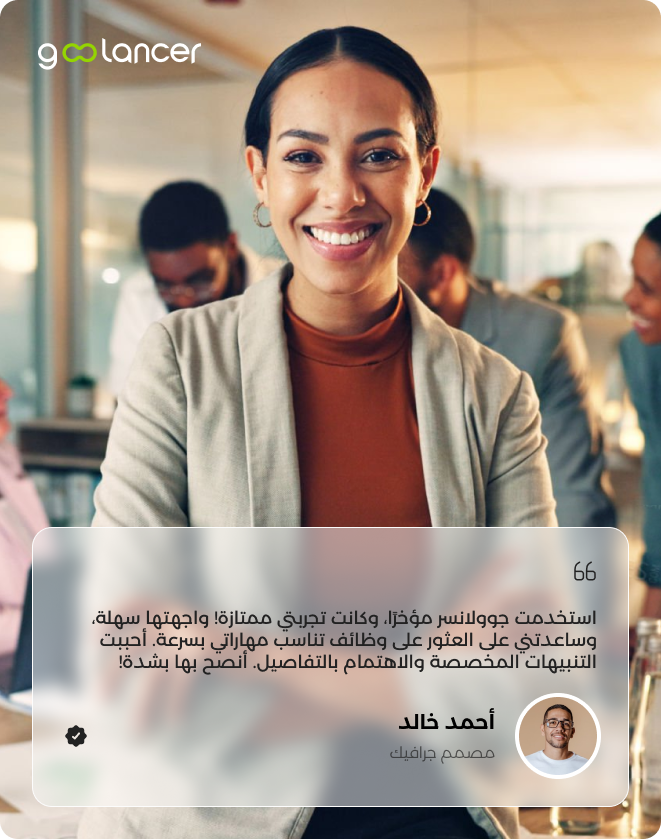 goolancer
استخدمت جوولانسر مؤخرًا، وكانت تجربتي ممتازة! واجهتها سهلة،
وساعدتني على العثور على وظائف تناسب مهاراتي بسرعة. أحببت
التنبيهات المخصصة والاهتمام بالتفاصيل. أنصح بها بشدة!
أحمد خالد
مصمم جرافيك